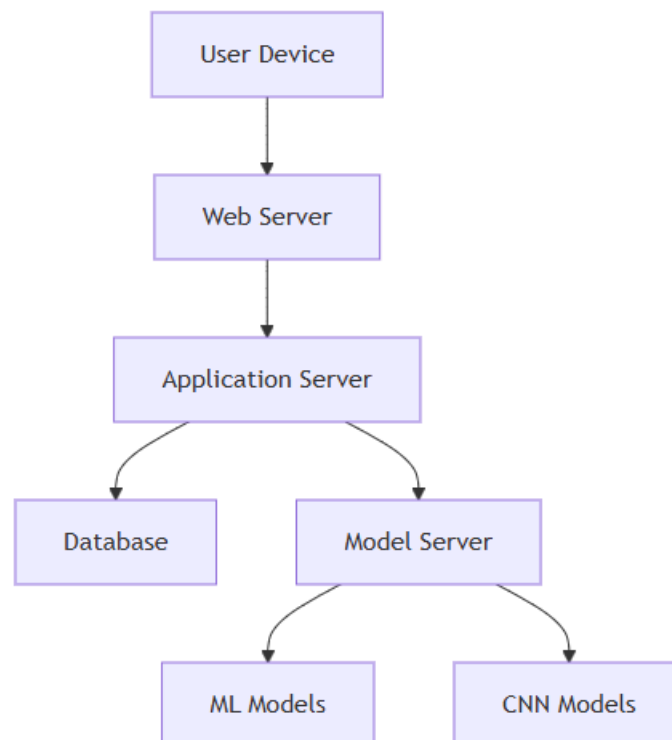 User Device
Web Server
Application Server
Database
Model Server
ML Models
CNN Models